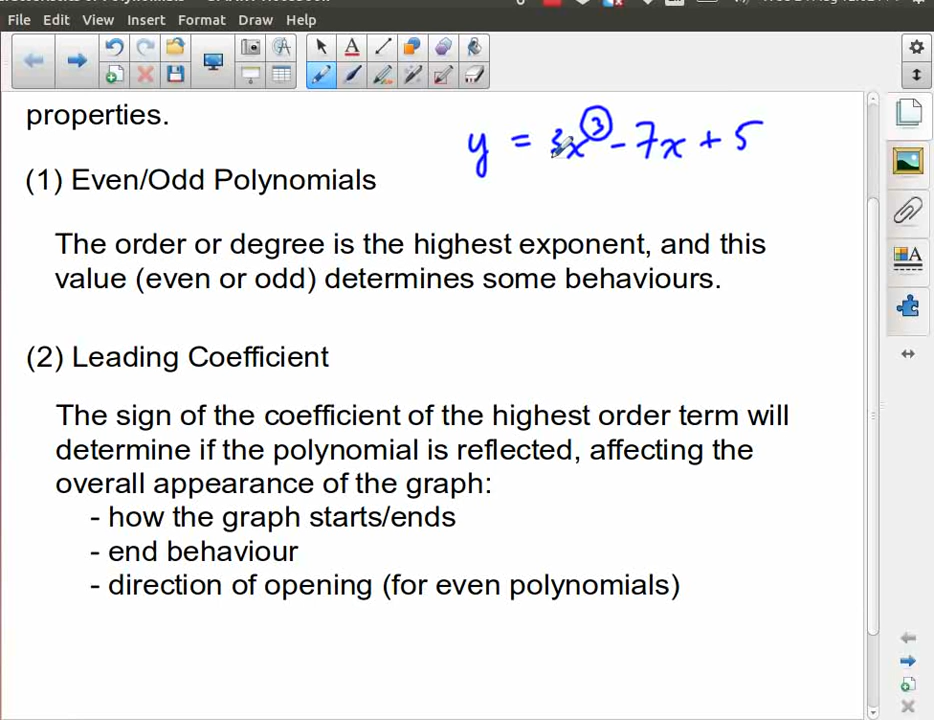 File Edit View Insert Format Draw Help
properties.
y = 3x³ - 7x + 5
(1) Even/Odd Polynomials
The order or degree is the highest exponent, and this
value (even or odd) determines some behaviours.
(2) Leading Coefficient
The sign of the coefficient of the highest order term will
determine if the polynomial is reflected, affecting the
overall appearance of the graph:
- how the graph starts/ends
- end behaviour
- direction of opening (for even polynomials)